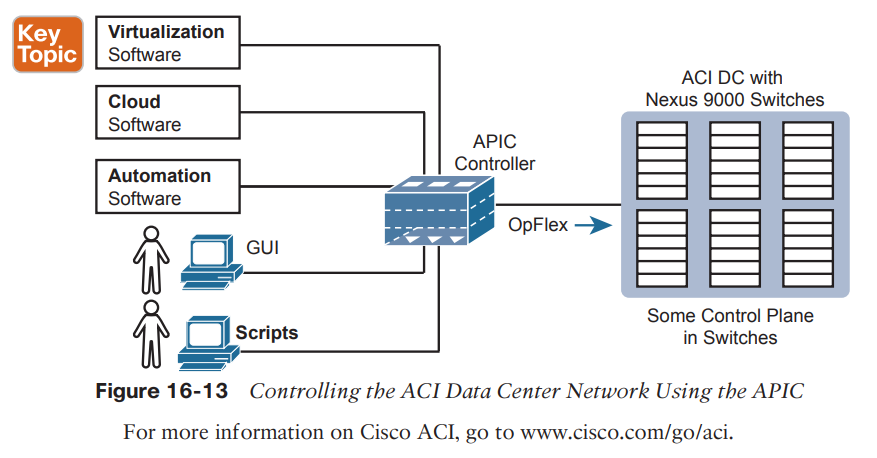 Key
Topic
Virtualization
Software
Cloud
Software
Automation
Software
GUI
Scripts
APIC
Controller
OpFlex
ACI DC with
Nexus 9000 Switches
Some Control Plane
in Switches
Figure 16-13 Controlling the ACI Data Center Network Using the APIC
For more information on Cisco ACI, go to www.cisco.com/go/aci.